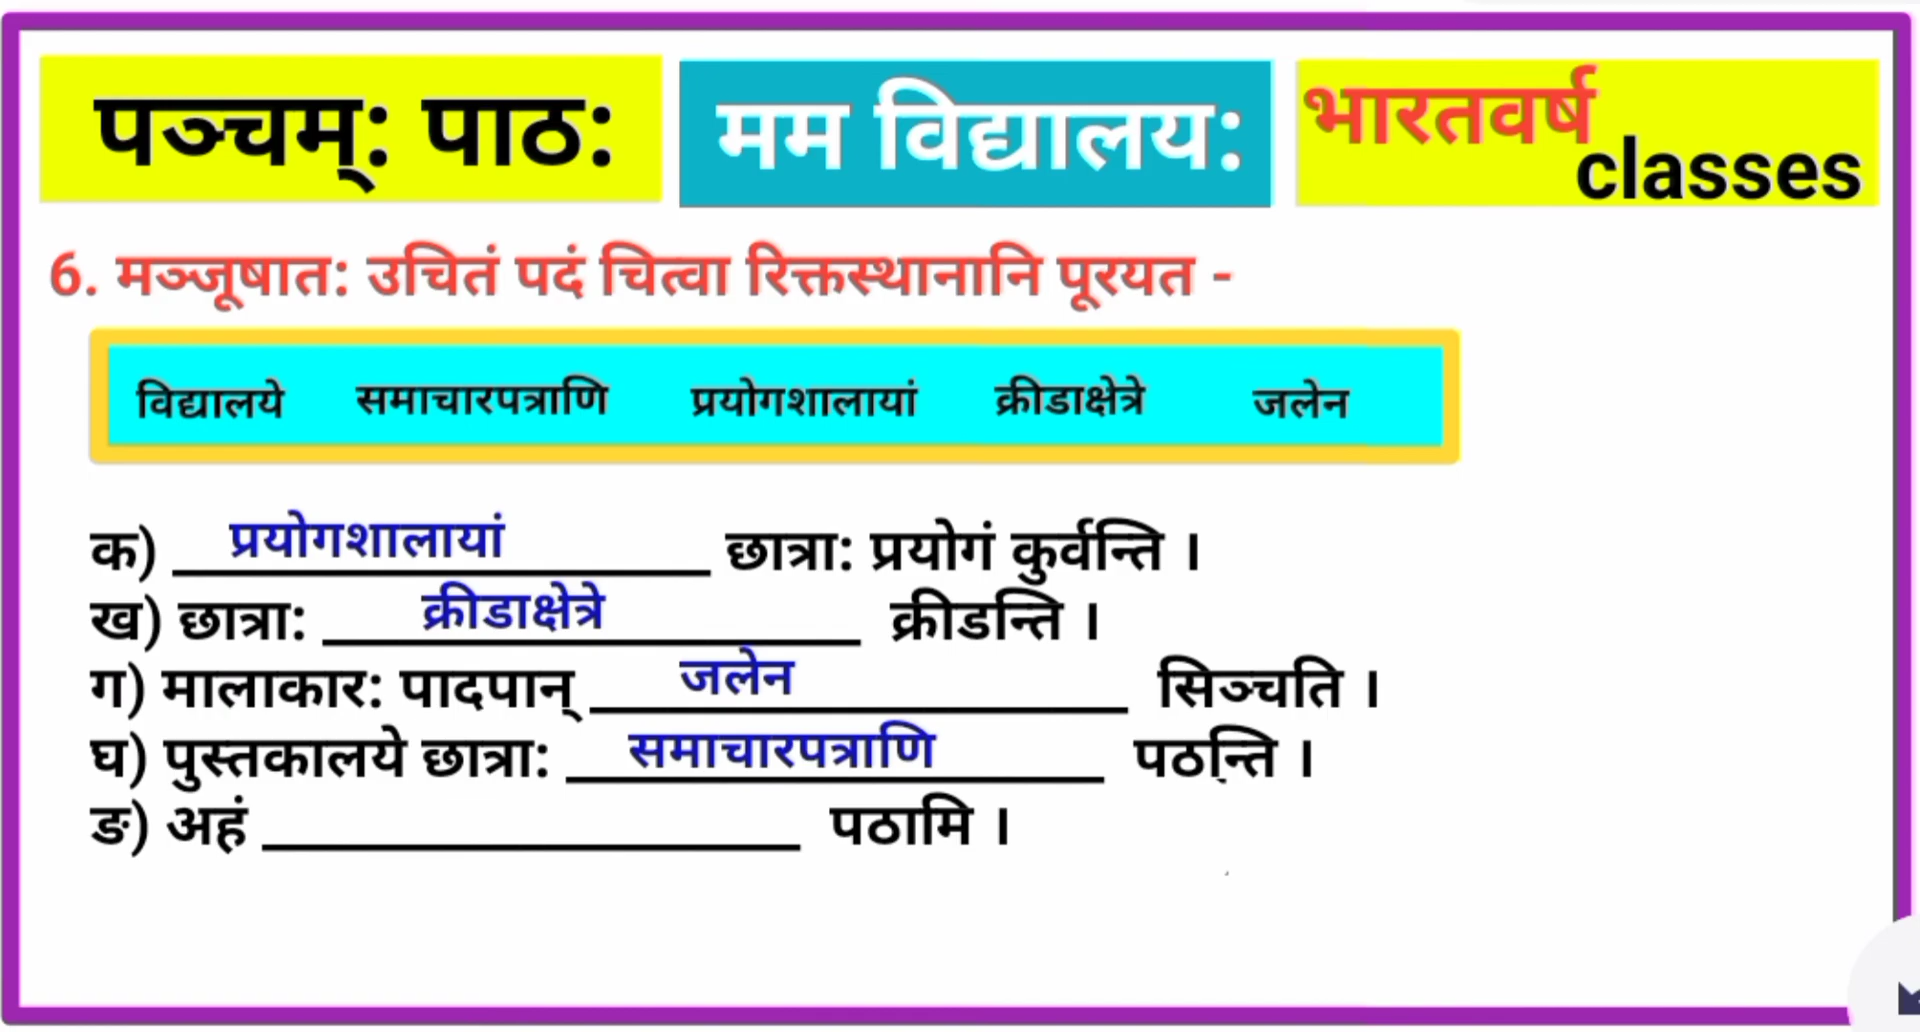 पञ्चम्: पाठ: मम विद्यालय: भारतवर्ष classes
6. मञ्जूषात: उचितं पदं चित्वा रिक्तस्थानानि पूरयत -
विद्यालये समाचारपत्राणि प्रयोगशालायां क्रीडाक्षेत्रे जलेन
क) प्रयोगशालायां छात्रा: प्रयोगं कुर्वन्ति ।
ख) छात्रा: क्रीडाक्षेत्रे क्रीडन्ति ।
ग) मालाकार: पादपान् जलेन सिञ्चति ।
घ) पुस्तकालये छात्रा: समाचारपत्राणि पठन्ति ।
ङ) अहं ______________ पठामि ।